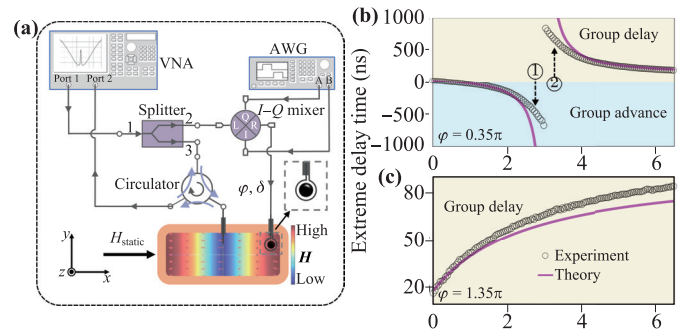 (a)
VNA
Port 1 Port 2
AWG
A B
Splitter
1
2
3
I–Q mixer
L Q R I
Circulator
φ, δ
y
z
x
H_static
High
H
Low
Extreme delay time (ns)
(b)
1000
500
0
−500
−1000
Group delay
①
②
Group advance
φ = 0.35π
0 2 4 6
(c)
80
50
20
Group delay
Experiment
Theory
φ = 1.35π
0 2 4 6